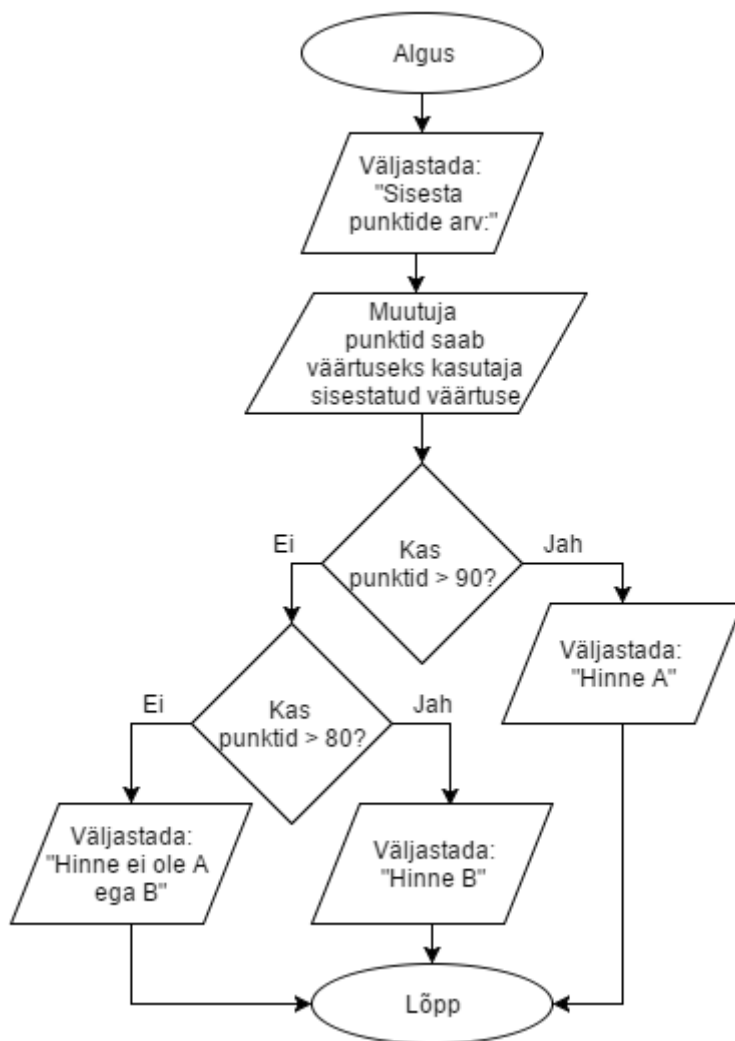 Algus
Väljastada:
"Sisesta
punktide arv:"
Muutuja
punktid saab
väärtuseks kasutaja
sisestatud väärtuse
Ei
Jah
Kas
punktid > 90?
Väljastada:
"Hinne A"
Ei
Jah
Kas
punktid > 80?
Väljastada:
"Hinne ei ole A
ega B"
Väljastada:
"Hinne B"
Lõpp